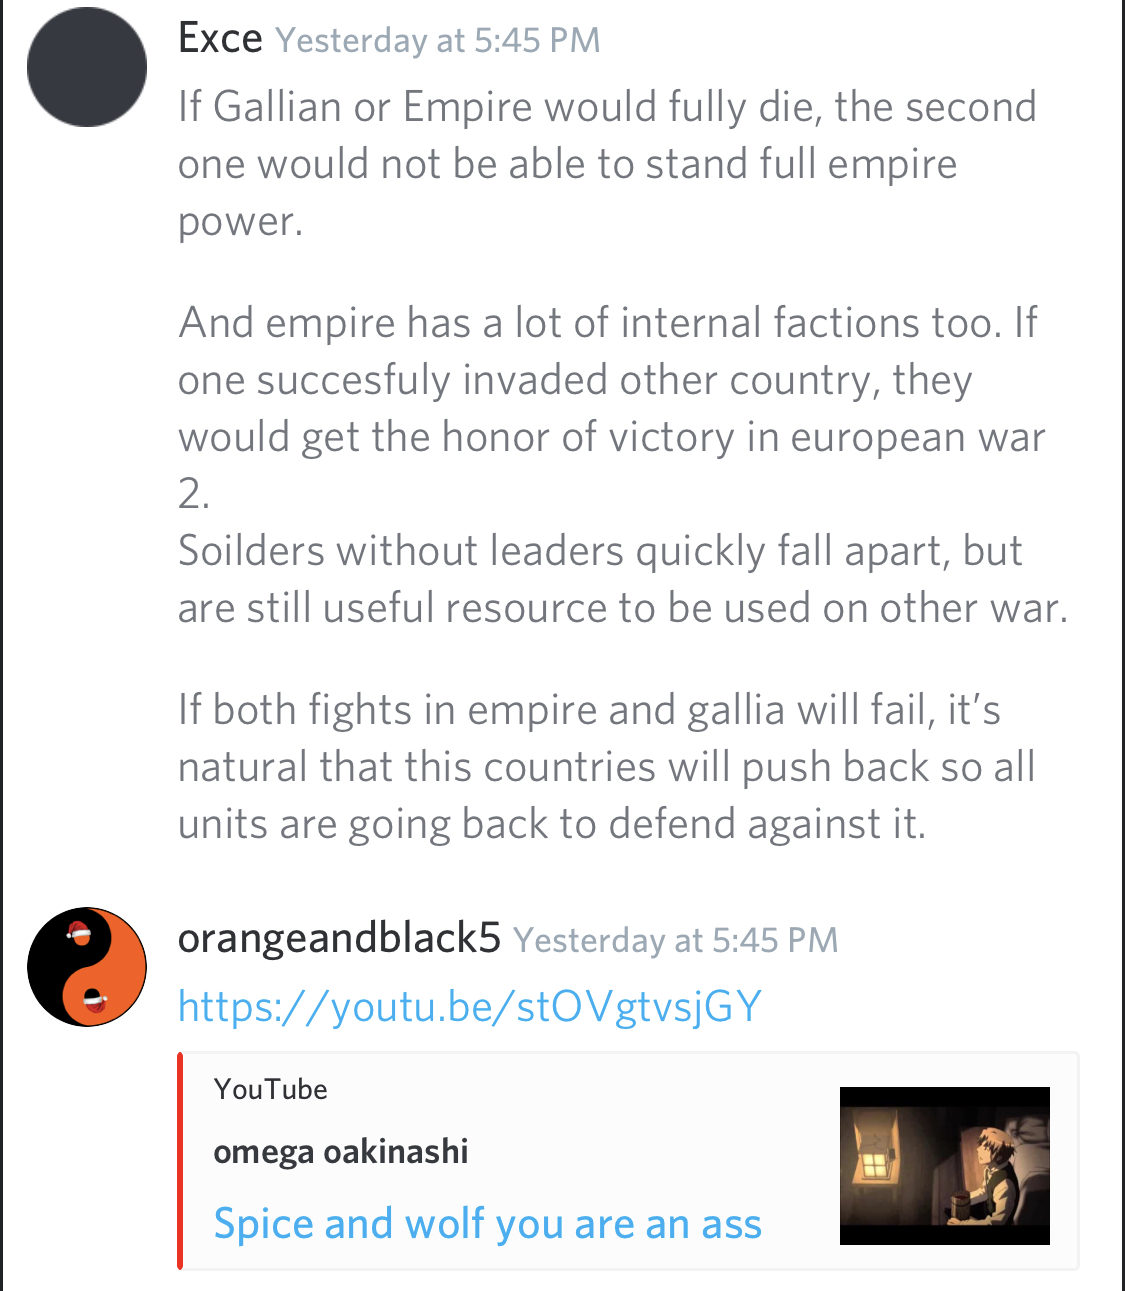 Exce Yesterday at 5:45 PM
If Gallian or Empire would fully die, the second
one would not be able to stand full empire
power.
And empire has a lot of internal factions too. If
one succesfuly invaded other country, they
would get the honor of victory in european war
2.
Soilders without leaders quickly fall apart, but
are still useful resource to be used on other war.
If both fights in empire and gallia will fail, it's
natural that this countries will push back so all
units are going back to defend against it.
orangeandblack5 Yesterday at 5:45 PM
https://youtu.be/stOVgtvsjGY
YouTube
omega oakinashi
Spice and wolf you are an ass